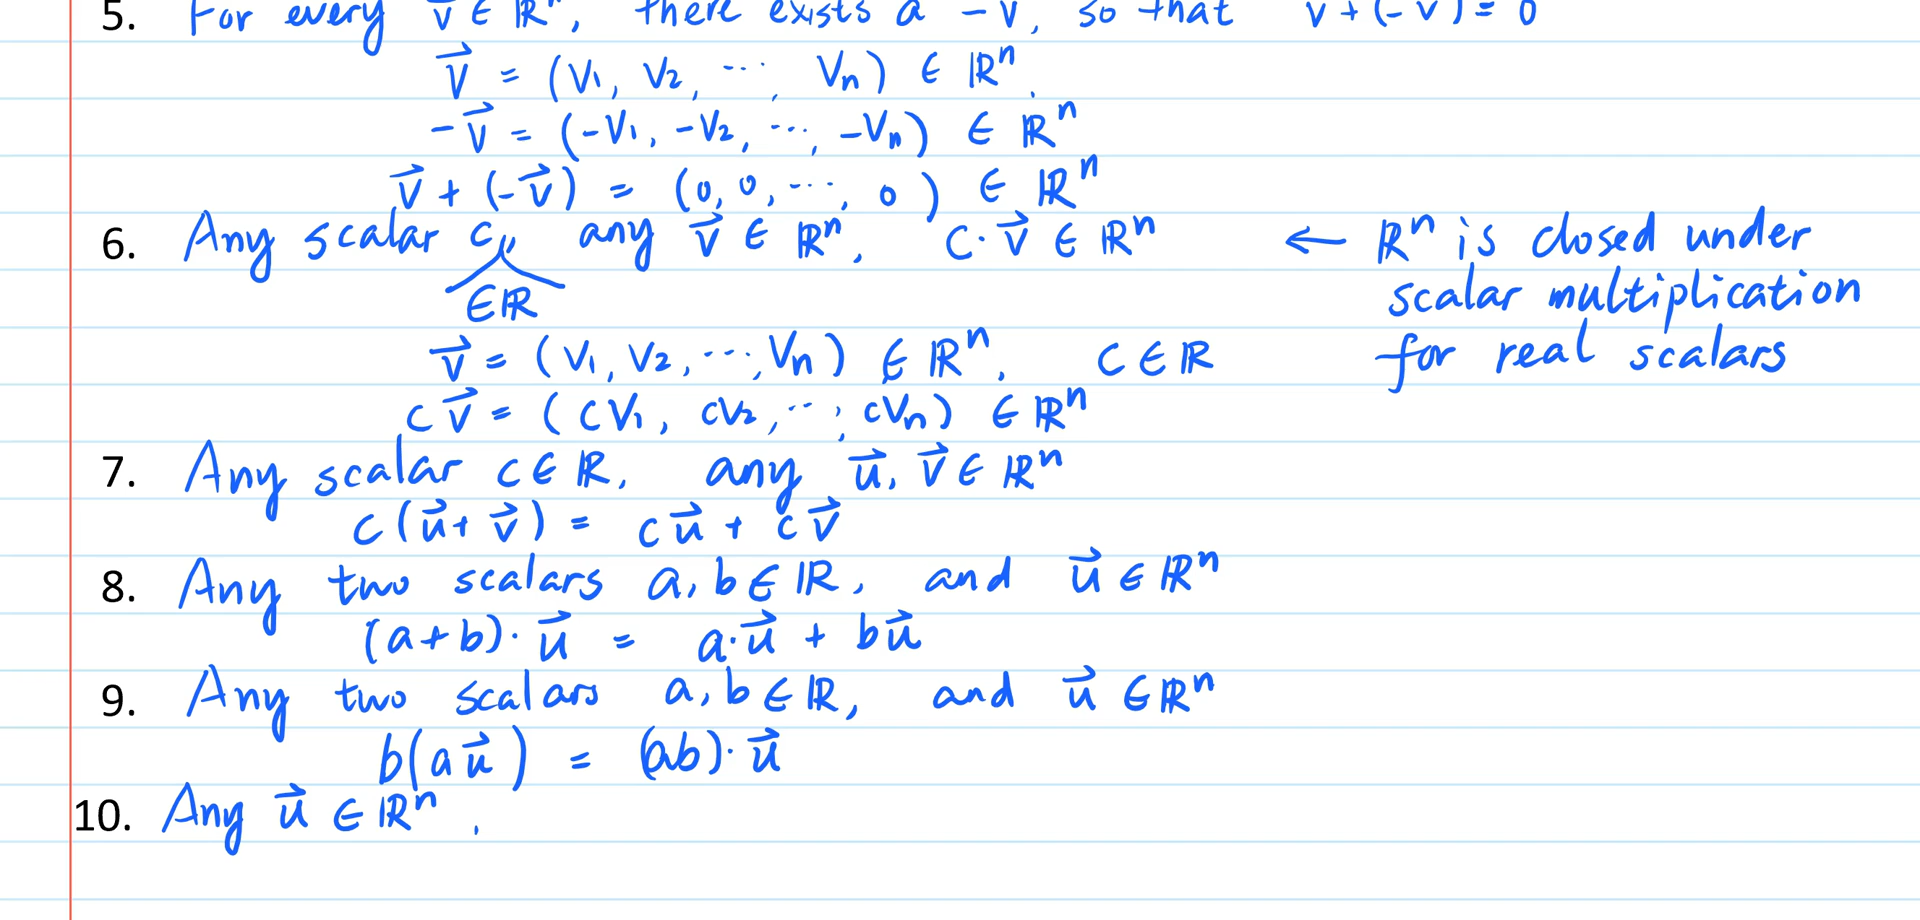 5. For every v⃗ ∈ ℝⁿ, there exists a -v⃗, so that v⃗ + (-v⃗) = 0⃗
v⃗ = (v₁, v₂, ..., vₙ) ∈ ℝⁿ.
-v⃗ = (-v₁, -v₂, ..., -vₙ) ∈ ℝⁿ
v⃗ + (-v⃗) = (0, 0, ..., 0) ∈ ℝⁿ
6. Any scalar c, any v⃗ ∈ ℝⁿ, c·v⃗ ∈ ℝⁿ ← ℝⁿ is closed under
∈ℝ scalar multiplication
v⃗ = (v₁, v₂, ..., vₙ) ∈ ℝⁿ, c ∈ ℝ for real scalars
cv⃗ = (cv₁, cv₂, ..., cvₙ) ∈ ℝⁿ
7. Any scalar c ∈ ℝ, any u⃗, v⃗ ∈ ℝⁿ
c(u⃗ + v⃗) = cu⃗ + cv⃗
8. Any two scalars a, b ∈ ℝ, and u⃗ ∈ ℝⁿ
(a+b)·u⃗ = a·u⃗ + bu⃗
9. Any two scalars a, b ∈ ℝ, and u⃗ ∈ ℝⁿ
b(au⃗) = (ab)·u⃗
10. Any u⃗ ∈ ℝⁿ,